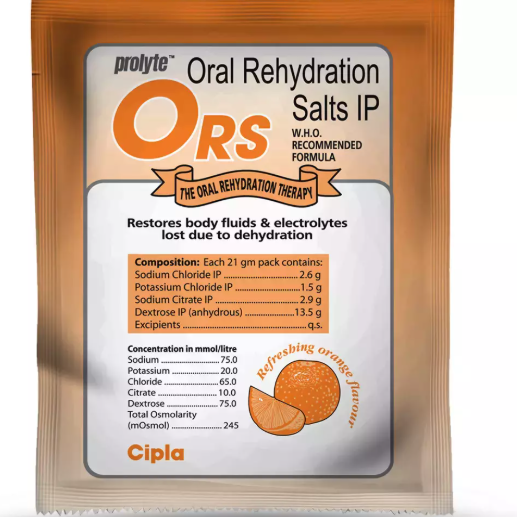 prolyte™ Oral Rehydration
Salts IP
ORS
W.H.O.
RECOMMENDED
FORMULA
THE ORAL REHYDRATION THERAPY
Restores body fluids & electrolytes
lost due to dehydration
Composition: Each 21 gm pack contains:
Sodium Chloride IP ........................ 2.6 g
Potassium Chloride IP .....................1.5 g
Sodium Citrate IP ........................... 2.9 g
Dextrose IP (anhydrous) ................13.5 g
Excipients ........................................ q.s.
Concentration in mmol/litre
Sodium ................... 75.0
Potassium ............... 20.0
Chloride .................. 65.0
Citrate ..................... 10.0
Dextrose ................. 75.0
Total Osmolarity
(mOsmol) ................ 245
Refreshing orange flavour
Cipla